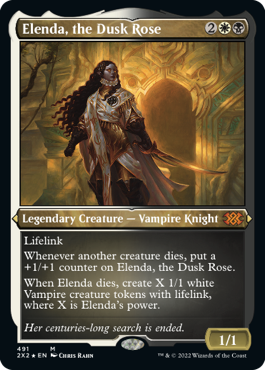 Elenda, the Dusk Rose 2
Legendary Creature — Vampire Knight
Lifelink
Whenever another creature dies, put a
+1/+1 counter on Elenda, the Dusk Rose.
When Elenda dies, create X 1/1 white
Vampire creature tokens with lifelink,
where X is Elenda's power.
Her centuries-long search is ended.
1/1
491 M
2X2 ★ EN Chris Rahn
™ & © 2022 Wizards of the Coast